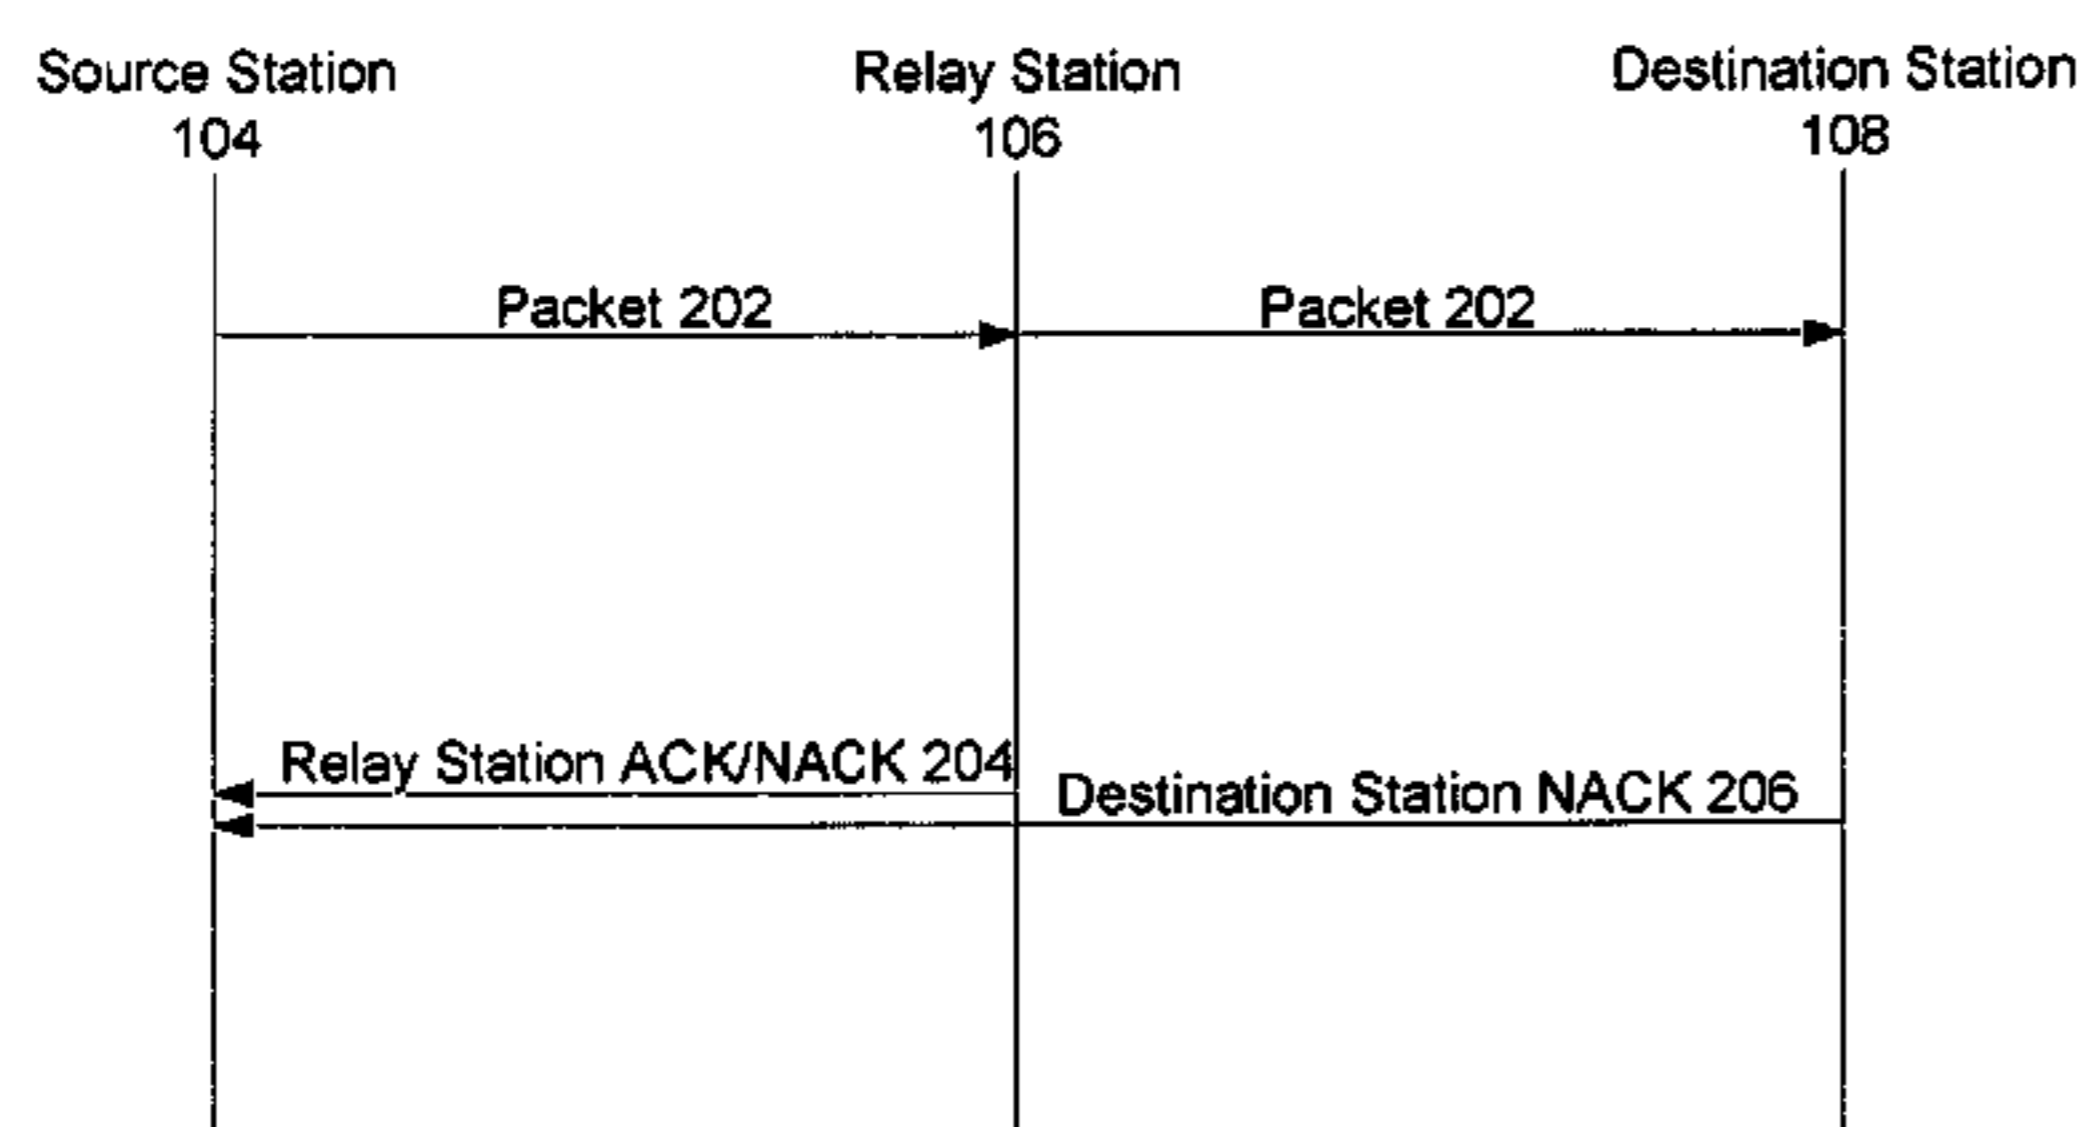 Source Station
104
Relay Station
106
Destination Station
108
Packet 202
Packet 202
Relay Station ACK/NACK 204
Destination Station NACK 206